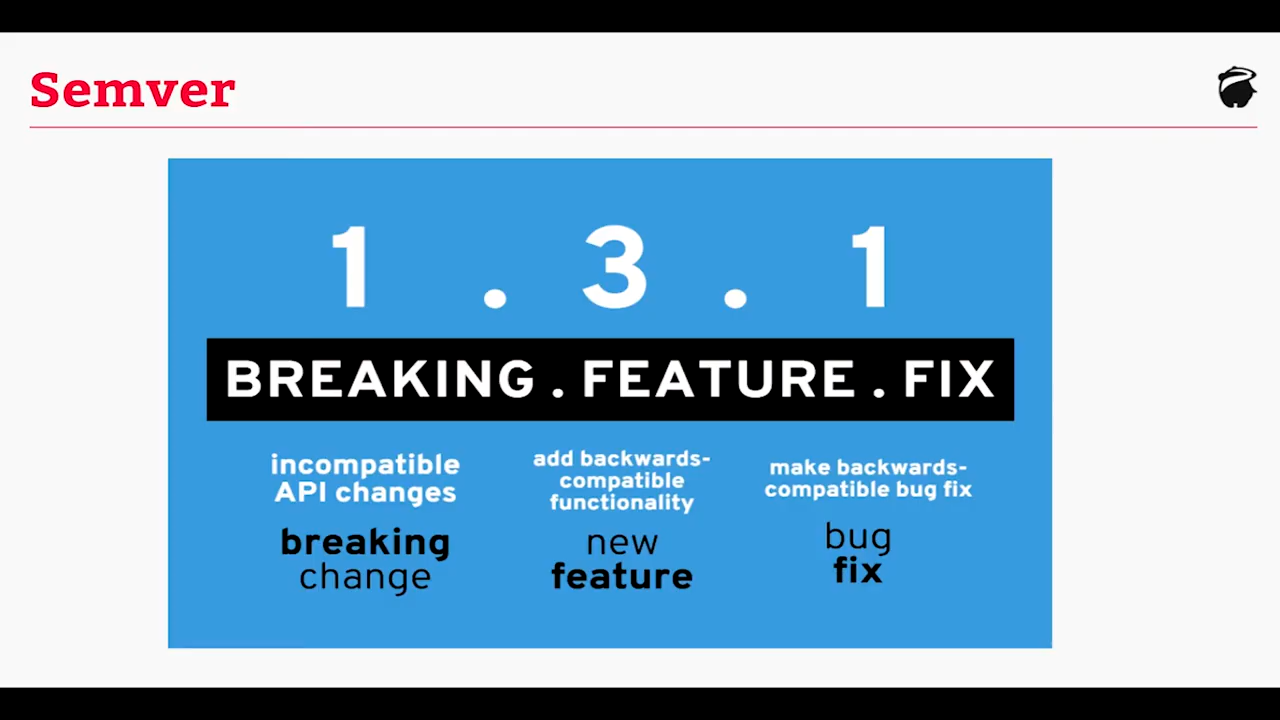 Semver
1 . 3 . 1
BREAKING . FEATURE . FIX
incompatible
API changes
breaking
change
add backwards-
compatible
functionality
new
feature
make backwards-
compatible bug fix
bug
fix